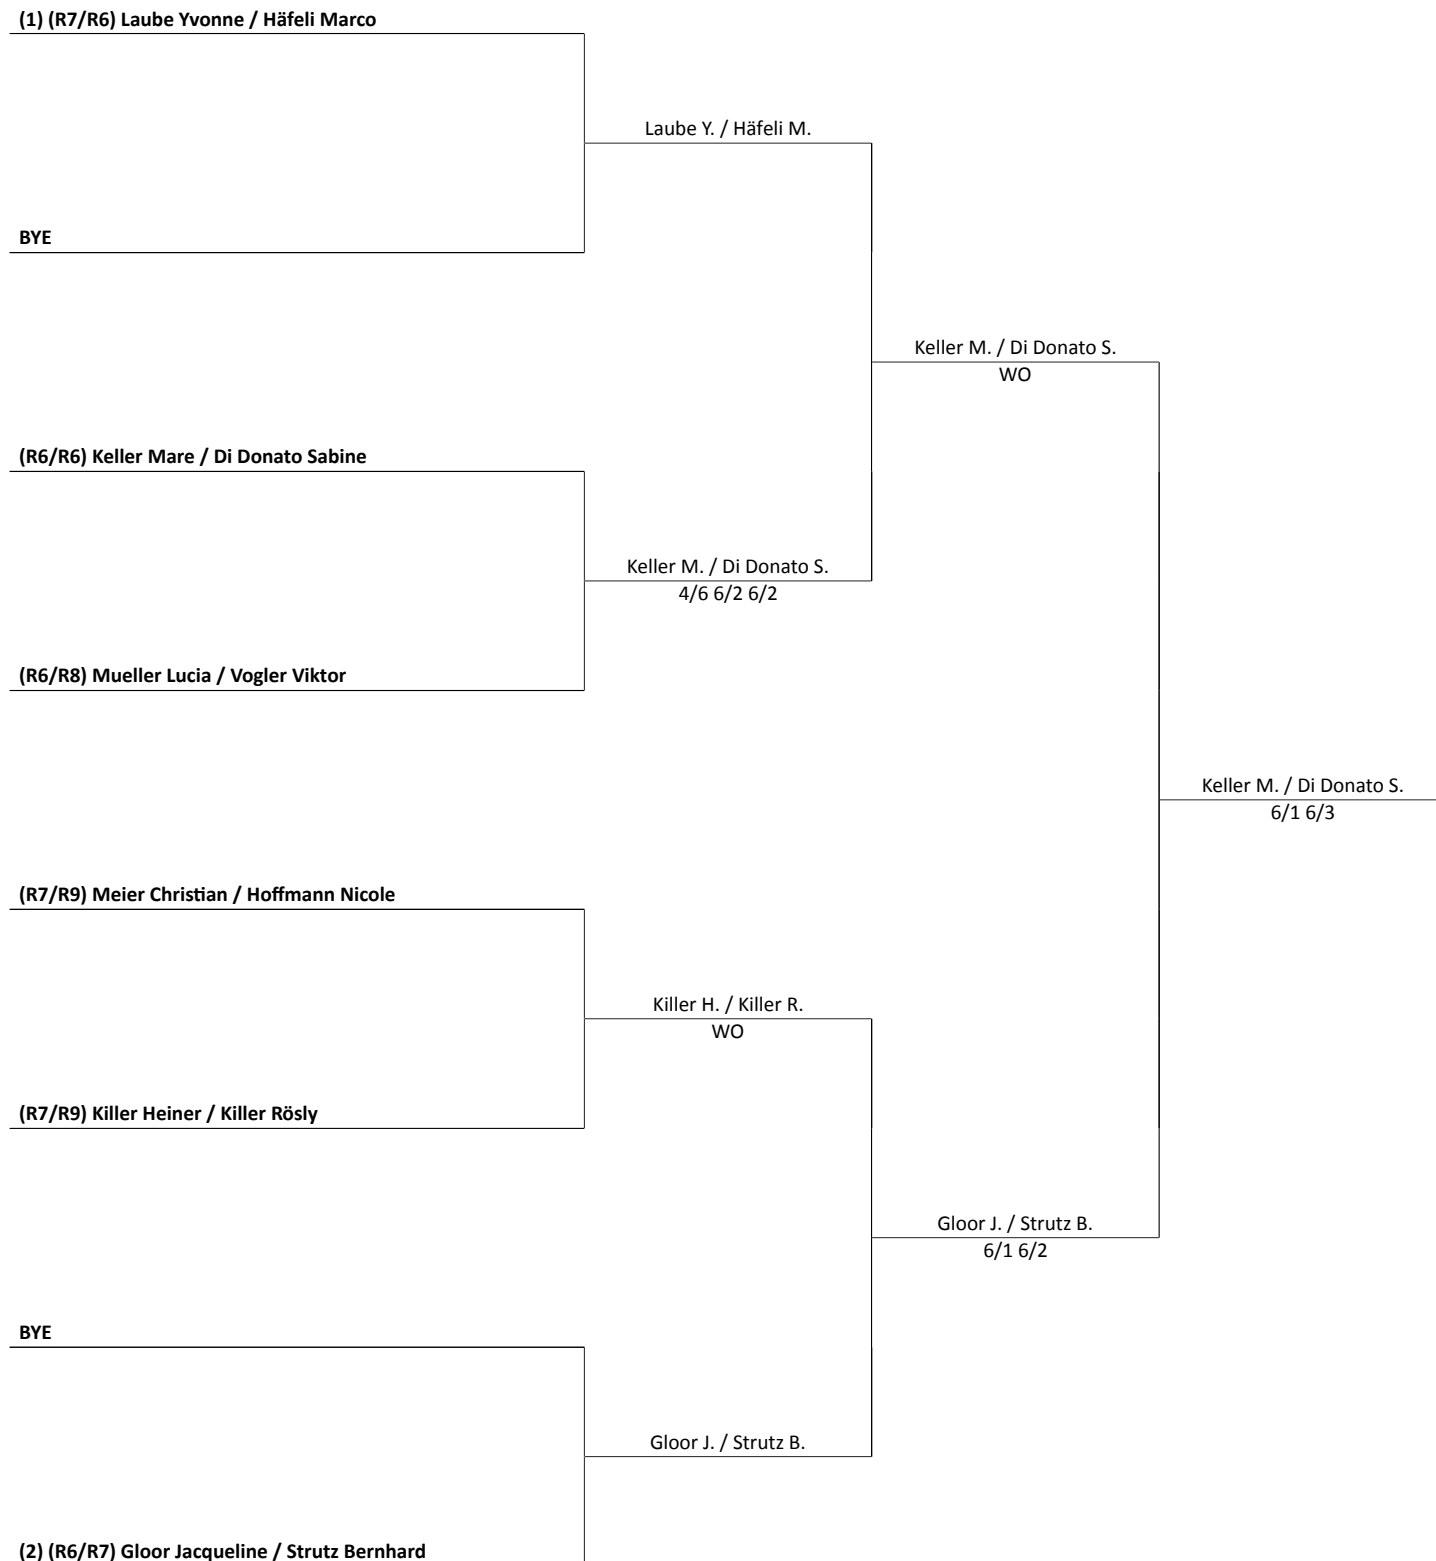 (1) (R7/R6) Laube Yvonne / Häfeli Marco
Laube Y. / Häfeli M.
BYE
Keller M. / Di Donato S.
WO
(R6/R6) Keller Mare / Di Donato Sabine
Keller M. / Di Donato S.
4/6 6/2 6/2
(R6/R8) Mueller Lucia / Vogler Viktor
Keller M. / Di Donato S.
6/1 6/3
(R7/R9) Meier Christian / Hoffmann Nicole
Killer H. / Killer R.
WO
(R7/R9) Killer Heiner / Killer Rösly
Gloor J. / Strutz B.
6/1 6/2
BYE
Gloor J. / Strutz B.
(2) (R6/R7) Gloor Jacqueline / Strutz Bernhard